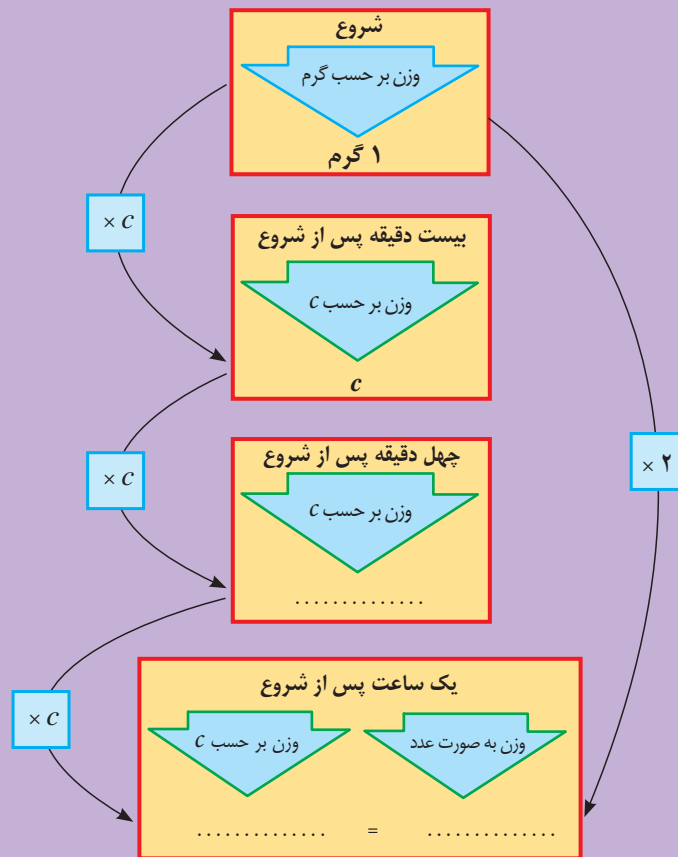 شروع
وزن بر حسب گرم
۱ گرم
× c
بیست دقیقه پس از شروع
وزن بر حسب c
c
× c
× ۲
چهل دقیقه پس از شروع
وزن بر حسب c
..............
× c
یک ساعت پس از شروع
وزن به صورت عدد
وزن بر حسب c
.............. = ..............